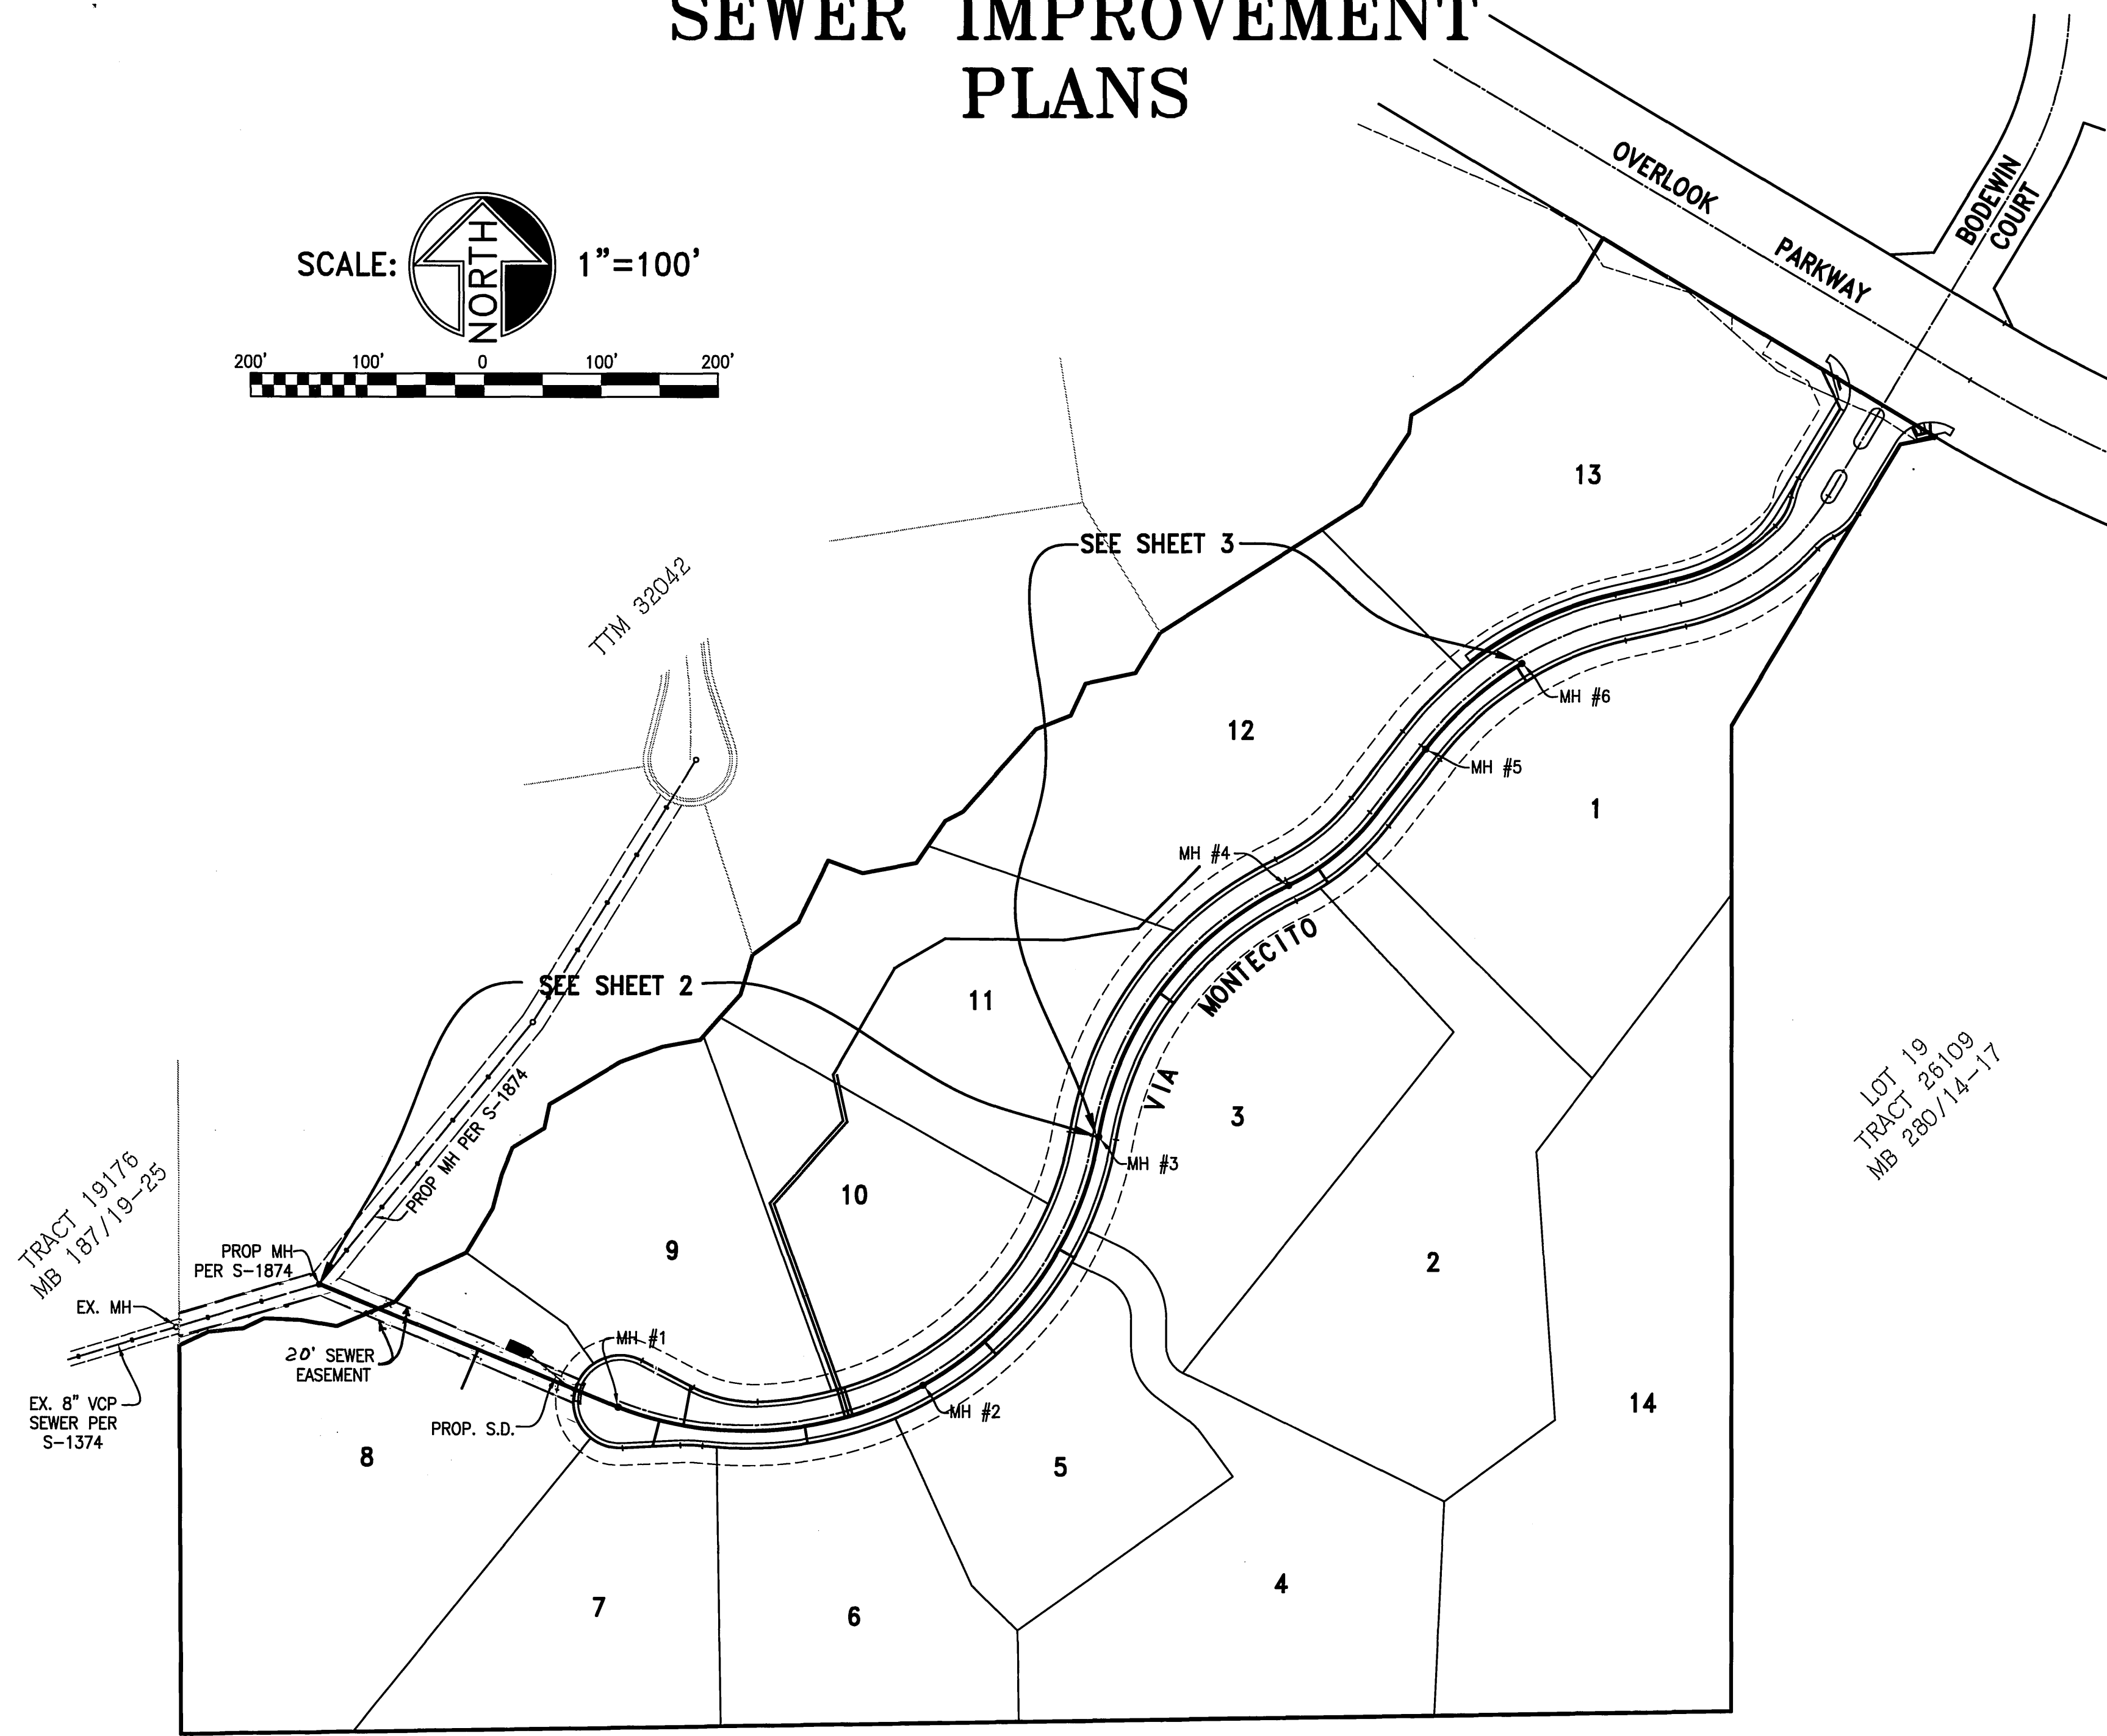 SEWER IMPROVEMENT
PLANS
OVERLOOK
PARKWAY
BODEWIN
COURT
SCALE:
NORTH
1"=100'
200'
100'
0
100'
200'
13
SEE SHEET 3
TTM 32042
MH #6
12
MH #5
1
MH #4
MONTECITO
VIA
SEE SHEET 2
11
LOT 19
TRACT 26109
MB 280/14-17
PROP MH PER S-1874
3
MH #3
TRACT 19176
MB 187/19-25
10
9
2
PROP MH
PER S-1874
EX. MH
20' SEWER
EASEMENT
MH #1
EX. 8" VCP
SEWER PER
S-1374
PROP. S.D.
MH #2
14
8
5
4
7
6